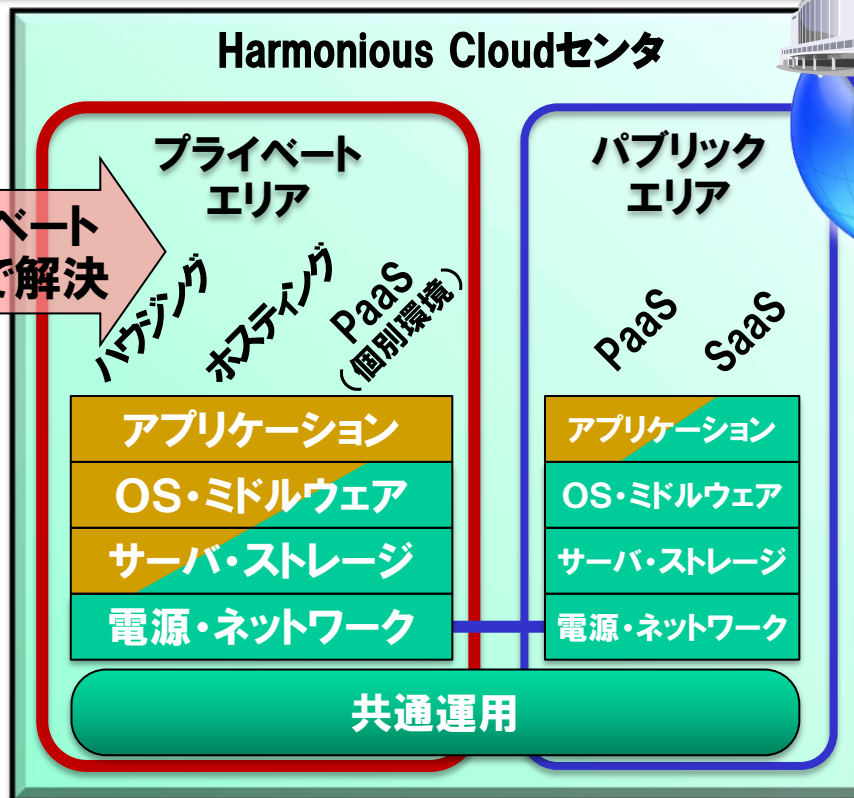 Harmonious Cloudセンタ
プライベート
エリア
パブリック
エリア
ベート
で解決
ハウジング
ホスティング
PaaS
（個別環境）
PaaS
SaaS
アプリケーション
OS・ミドルウェア
サーバ・ストレージ
電源・ネットワーク
アプリケーション
OS・ミドルウェア
サーバ・ストレージ
電源・ネットワーク
共通運用